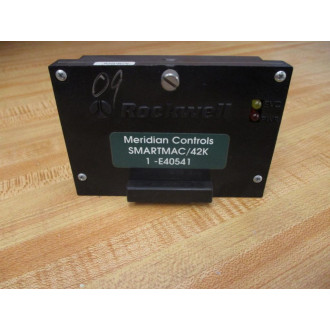 09
Rockwell
Meridian Controls
SMARTMAC/42K
1 -E40541